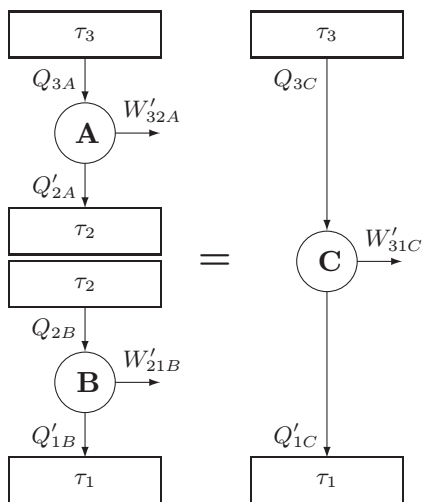 τ₃
Q₃A
W′₃₂A
A
Q′₂A
τ₂
τ₂
Q₂B
W′₂₁B
B
Q′₁B
τ₁
=
τ₃
Q₃C
W′₃₁C
C
Q′₁C
τ₁